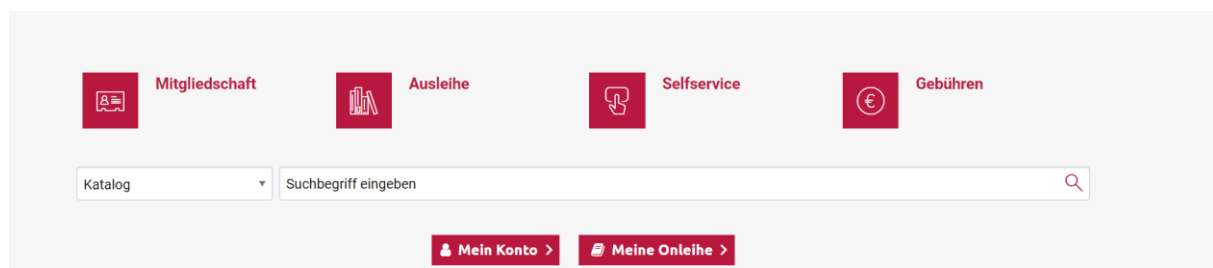 Mitgliedschaft
Ausleihe
Selfservice
Gebühren
Katalog
Suchbegriff eingeben
Mein Konto
Meine Onleihe